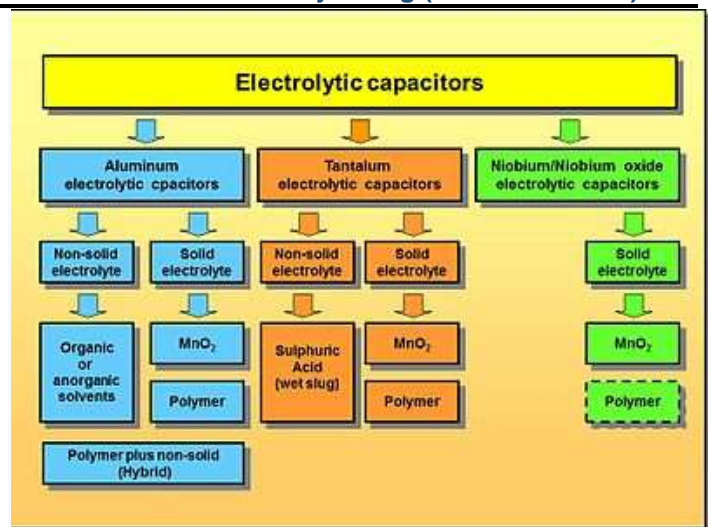 Electrolytic capacitors
Aluminum
electrolytic cpacitors
Tantalum
electrolytic capacitors
Niobium/Niobium oxide
electrolytic capacitors
Non-solid
electrolyte
Solid
electrolyte
Non-solid
electrolyte
Solid
electrolyte
Solid
electrolyte
Organic
or
anorganic
solvents
MnO₂
Polymer
Sulphuric
Acid
(wet slug)
MnO₂
Polymer
MnO₂
Polymer
Polymer plus non-solid
(Hybrid)